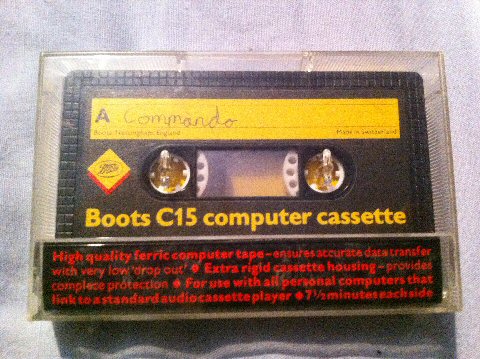 A Commando
Boots Nottingham England Made in Switzerland
Boots
Boots C15 computer cassette
High quality ferric computer tape – ensures accurate data transfer
with very low 'drop out' ◆ Extra rigid cassette housing – provides
complete protection ◆ For use with all personal computers that
link to a standard audio cassette player ◆ 7½ minutes each side